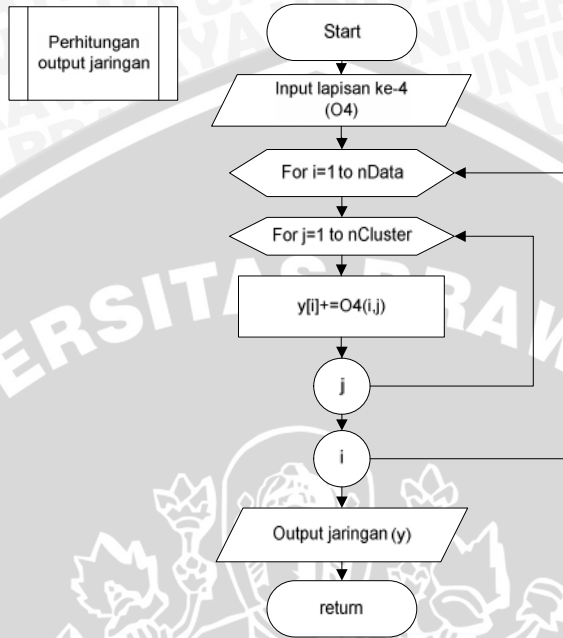 Perhitungan
output jaringan
Start
Input lapisan ke-4
(O4)
For i=1 to nData
For j=1 to nCluster
y[i]+=O4(i,j)
j
i
Output jaringan (y)
return